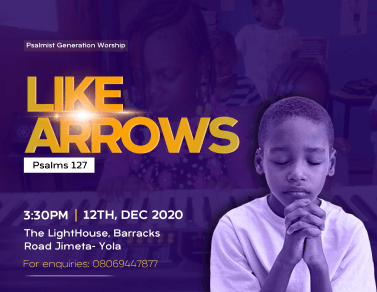 Psalmist Generation Worship
LIKE
ARROWS
Psalms 127
3:30PM | 12TH, DEC 2020
The LightHouse, Barracks
Road Jimeta- Yola
For enquiries: 08069447877